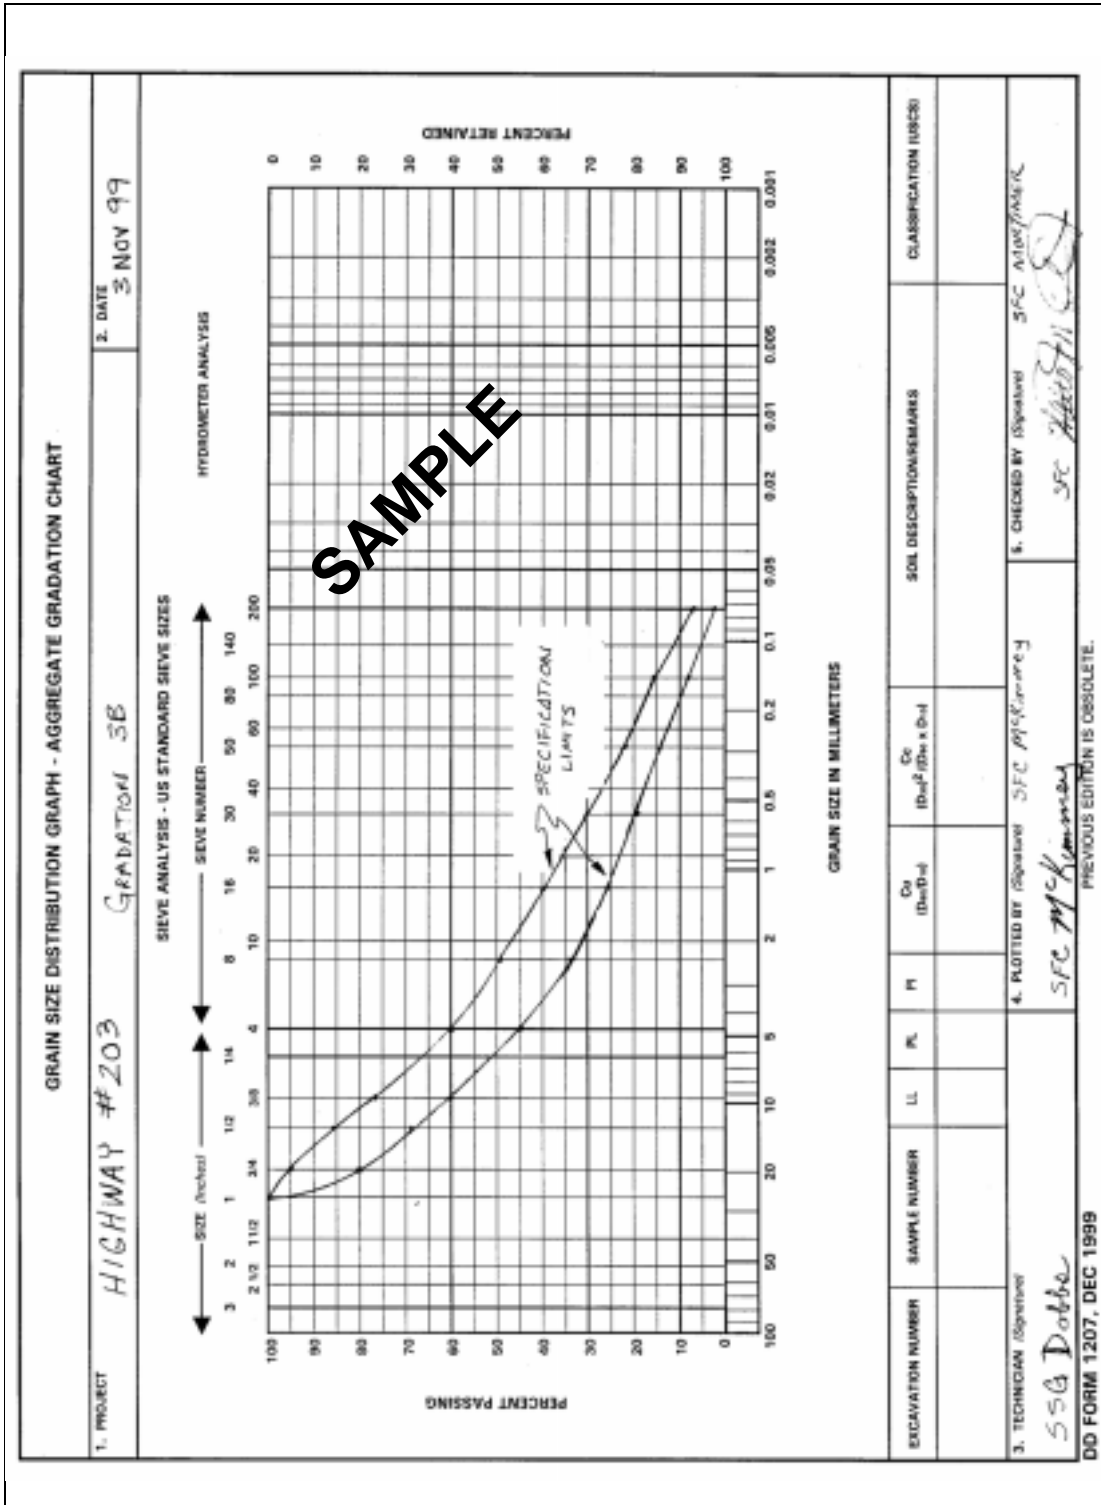 GRAIN SIZE DISTRIBUTION GRAPH - AGGREGATE GRADATION CHART
1. PROJECT
HIGHWAY #203 GRADATION 3B
2. DATE
3 NOV 99
SIEVE ANALYSIS - US STANDARD SIEVE SIZES
SIZE (Inches) SIEVE NUMBER HYDROMETER ANALYSIS
3 2 1/2 2 1 1/2 1 3/4 1/2 3/8 1/4 4 8 10 16 20 30 40 50 60 80 100 140 200
PERCENT PASSING
100
90
80
70
60
50
40
30
20
10
0
SPECIFICATION
LIMITS
SAMPLE
PERCENT RETAINED
0
10
20
30
40
50
60
70
80
90
100
100 50 20 10 5 2 1 0.5 0.2 0.1 0.05 0.02 0.01 0.005 0.002 0.001
GRAIN SIZE IN MILLIMETERS
EXCAVATION NUMBER SAMPLE NUMBER LL PL PI Cu Cc SOIL DESCRIPTION/REMARKS CLASSIFICATION (USCS)
3. TECHNICIAN (Signature)
SSG Dobbs
4. PLOTTED BY (Signature) SFC McKinney
SFC McKinney
5. CHECKED BY (Signature) SFC MORTIMER
SFC
PREVIOUS EDITION IS OBSOLETE.
DD FORM 1207, DEC 1999